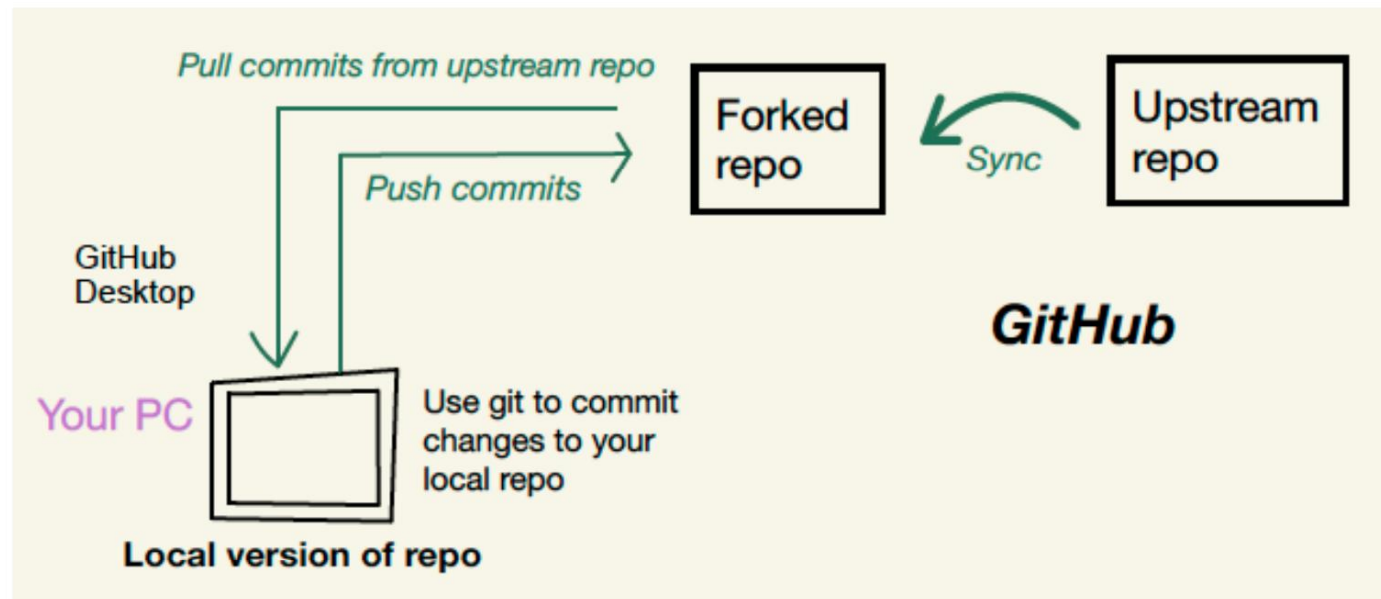 Pull commits from upstream repo
Forked
repo
Upstream
repo
Sync
Push commits
GitHub
Desktop
GitHub
Your PC
Use git to commit
changes to your
local repo
Local version of repo